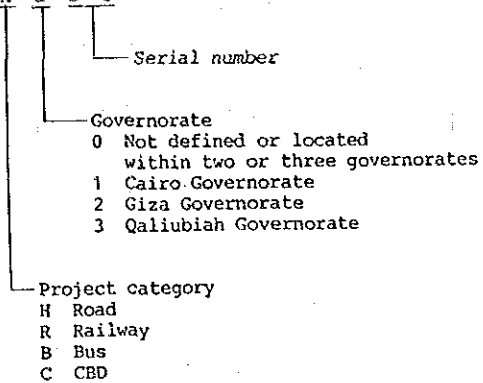 Serial number
Governorate
0 Not defined or located
within two or three governorates
1 Cairo Governorate
2 Giza Governorate
3 Qaliubiah Governorate
Project category
H Road
R Railway
B Bus
C CBD